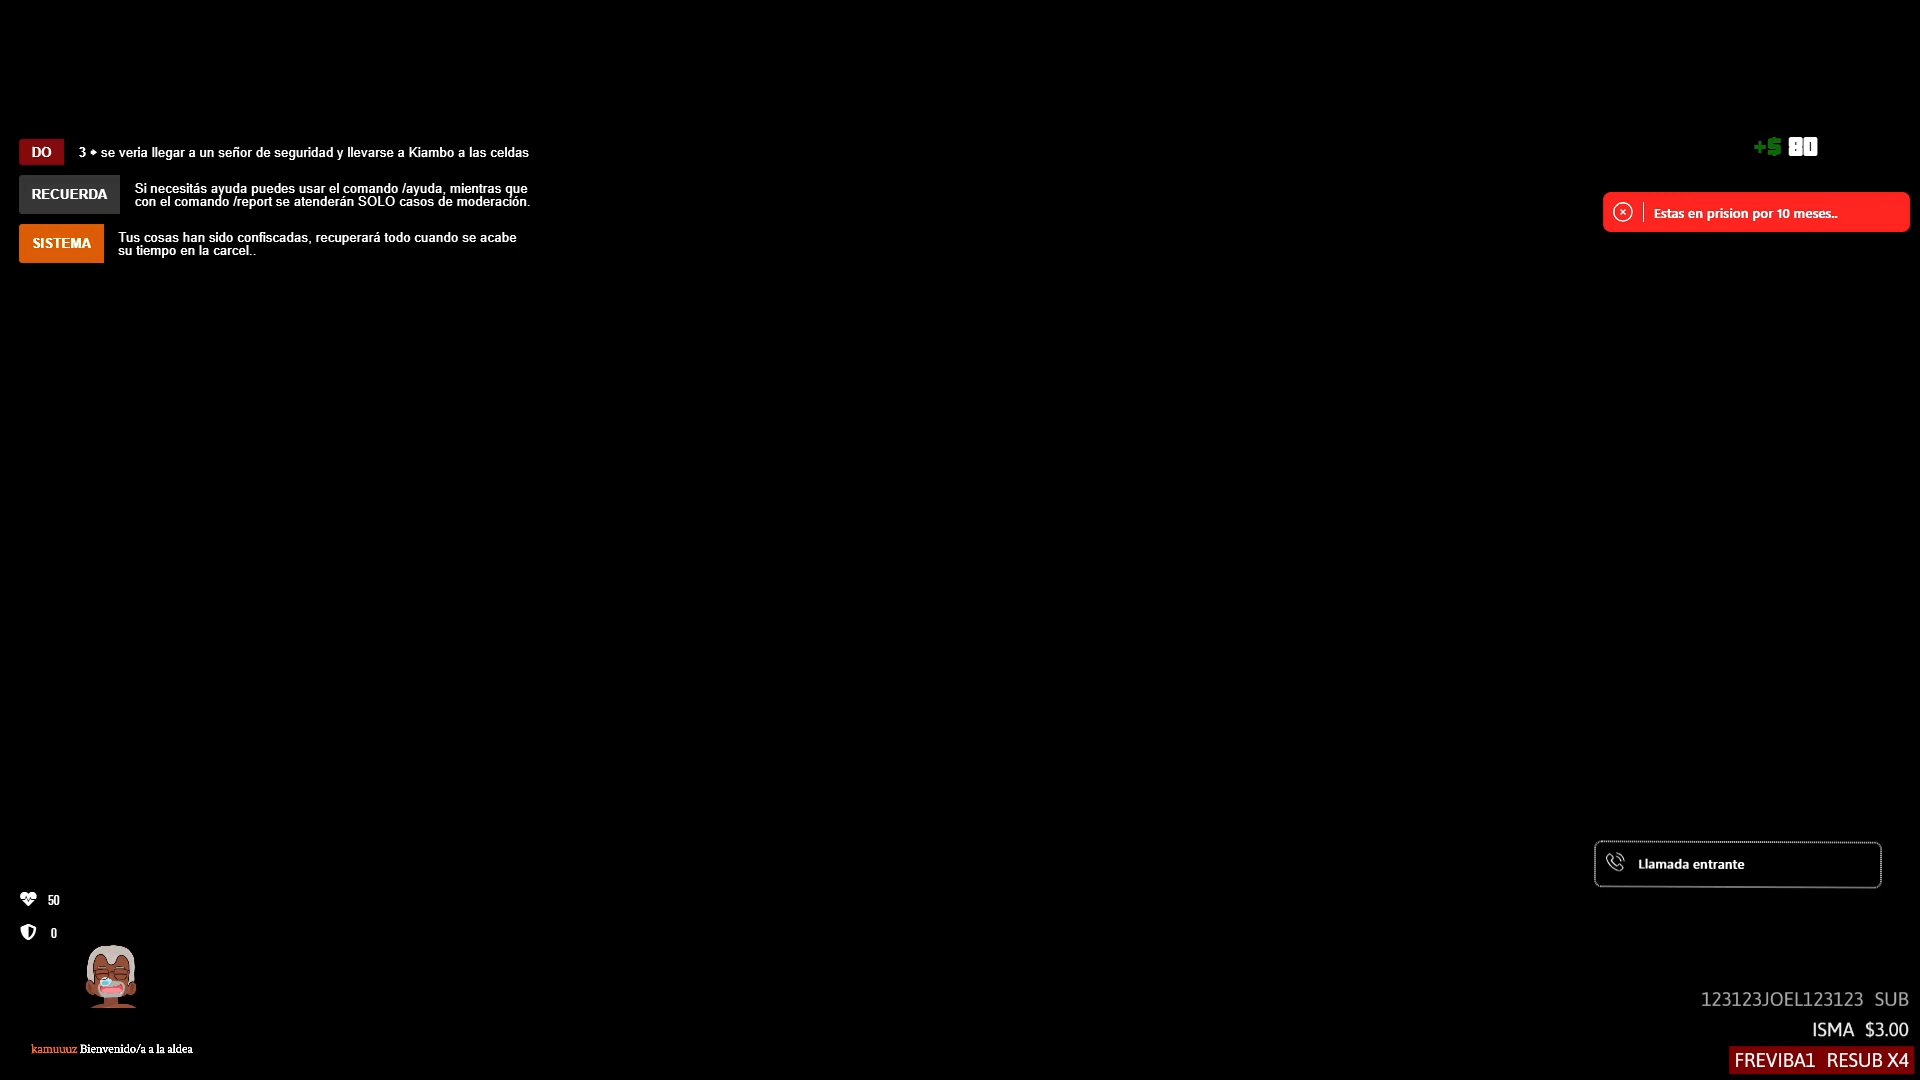 DO 3 ♦ se veria llegar a un señor de seguridad y llevarse a Kiambo a las celdas
+$ 80
RECUERDA Si necesitás ayuda puedes usar el comando /ayuda, mientras que
con el comando /report se atenderán SOLO casos de moderación.
Estas en prision por 10 meses..
SISTEMA Tus cosas han sido confiscadas, recuperará todo cuando se acabe
su tiempo en la carcel..
Llamada entrante
50
0
123123JOEL123123 SUB
ISMA $3.00
kamuuuz Bienvenido/a a la aldea
FREVIBA1 RESUB X4